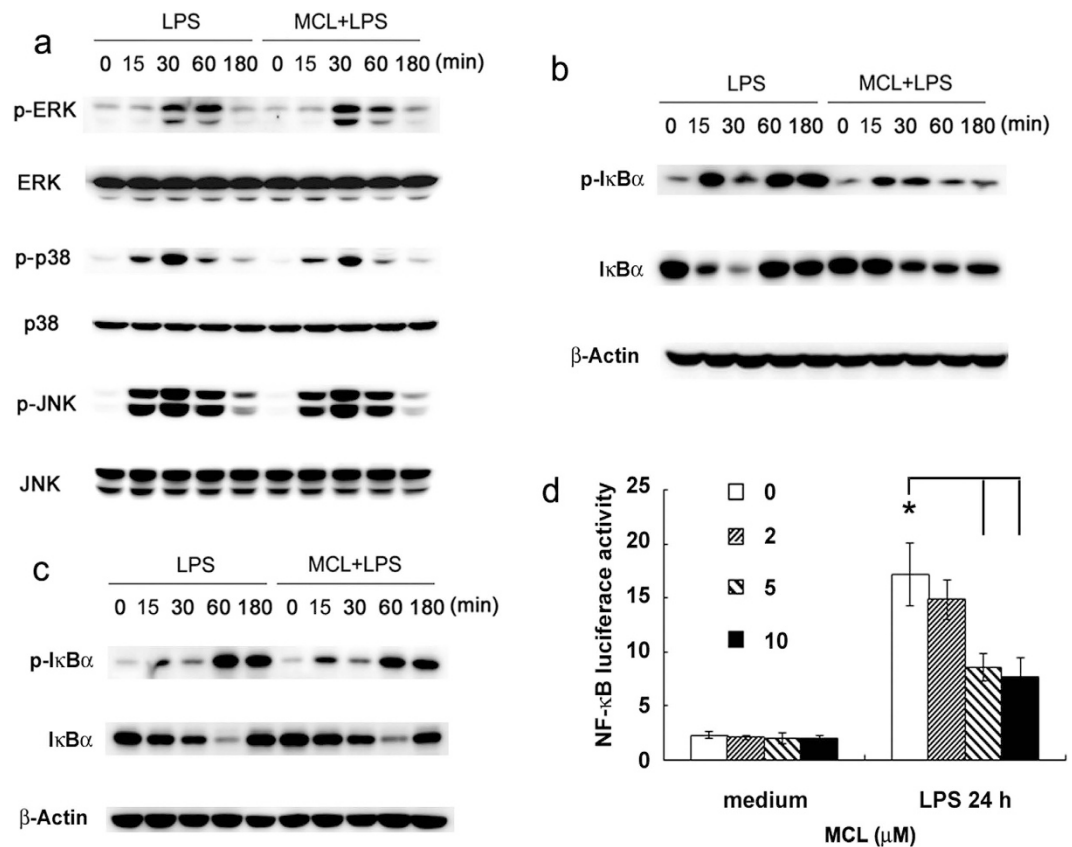 a
LPS MCL+LPS
0 15 30 60 180 0 15 30 60 180 (min)
p-ERK
ERK
p-p38
p38
p-JNK
JNK
b
LPS MCL+LPS
0 15 30 60 180 0 15 30 60 180 (min)
p-IκBα
IκBα
β-Actin
c
LPS MCL+LPS
0 15 30 60 180 0 15 30 60 180 (min)
p-IκBα
IκBα
β-Actin
d
NF-κB luciferace activity
25
20
15
10
5
0
0
2
5
10
*
medium LPS 24 h
MCL (μM)